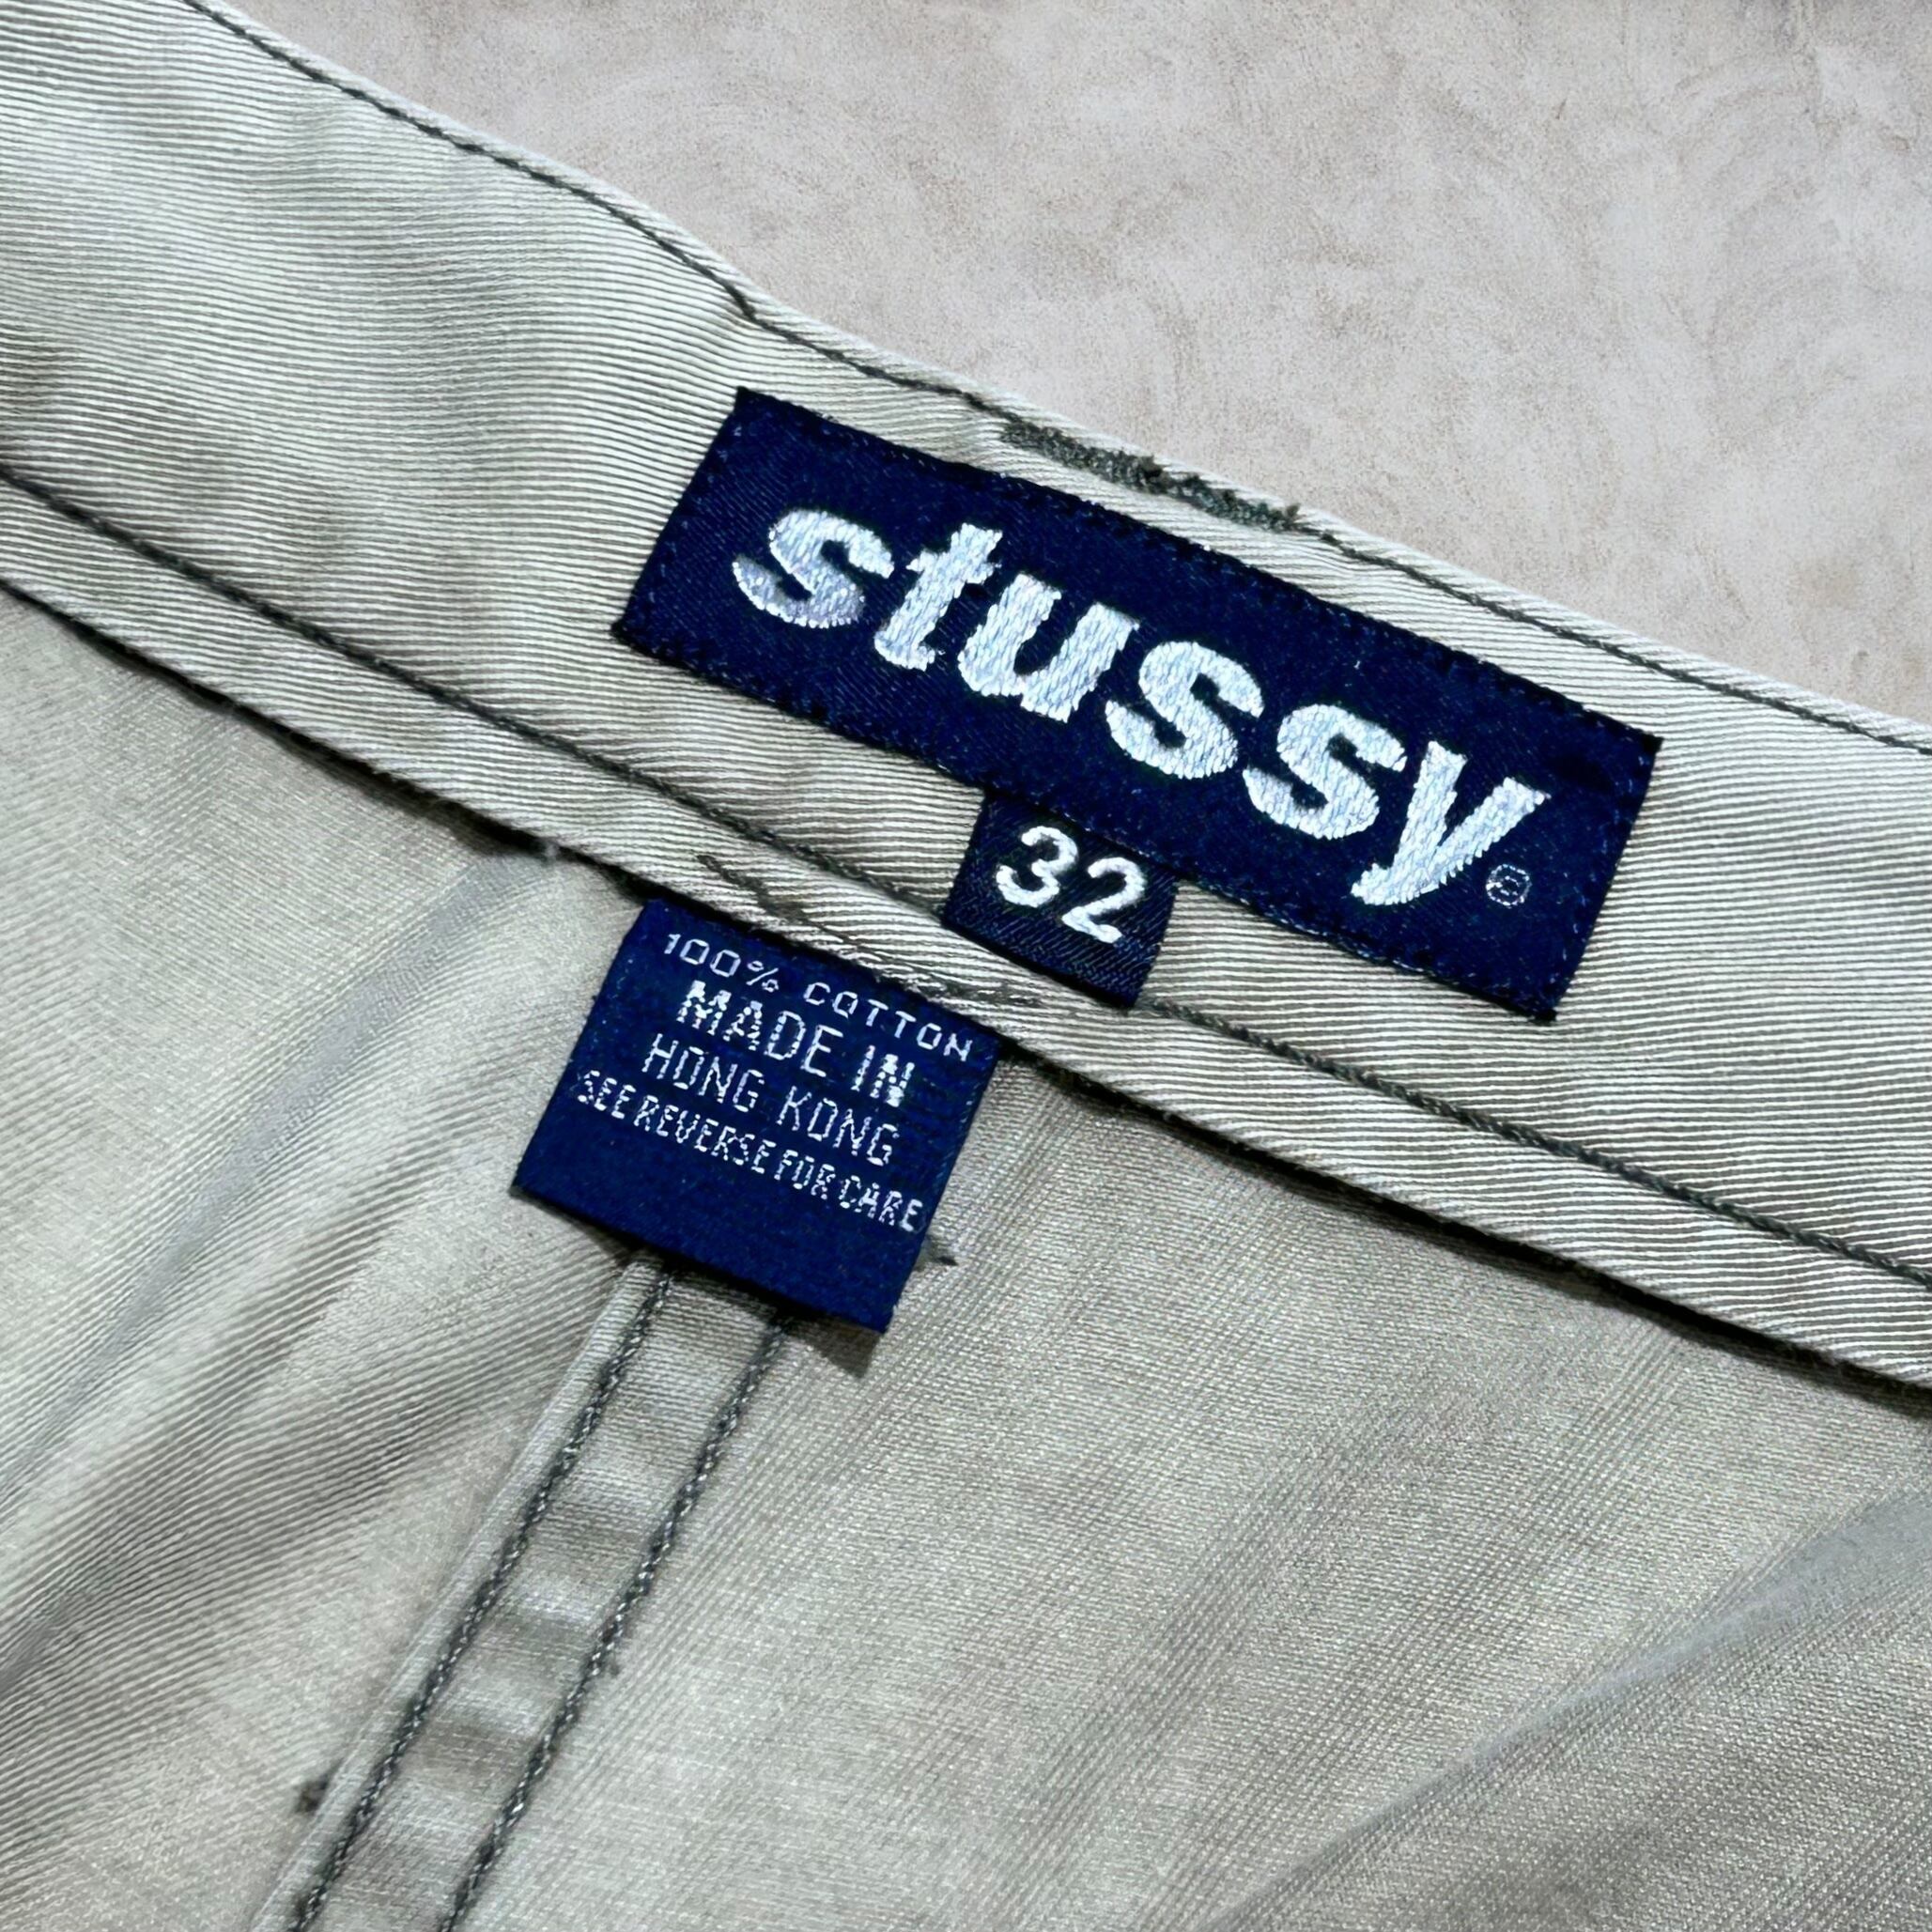 stussy®
32
100% COTTON
MADE IN
HONG KONG
SEE REVERSE FOR CARE